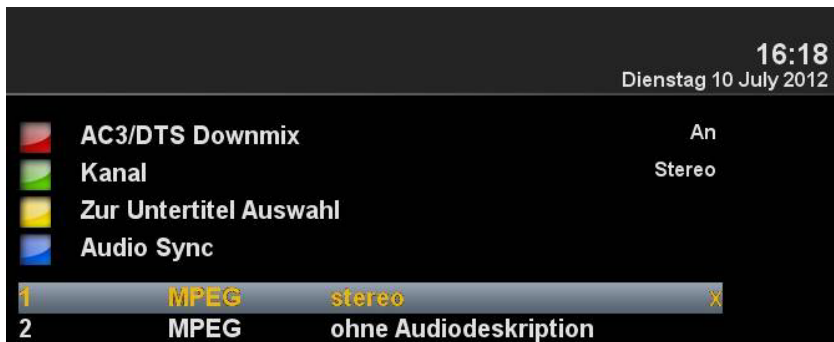 16:18
Dienstag 10 July 2012
AC3/DTS Downmix An
Kanal Stereo
Zur Untertitel Auswahl
Audio Sync
1 MPEG stereo x
2 MPEG ohne Audiodeskription